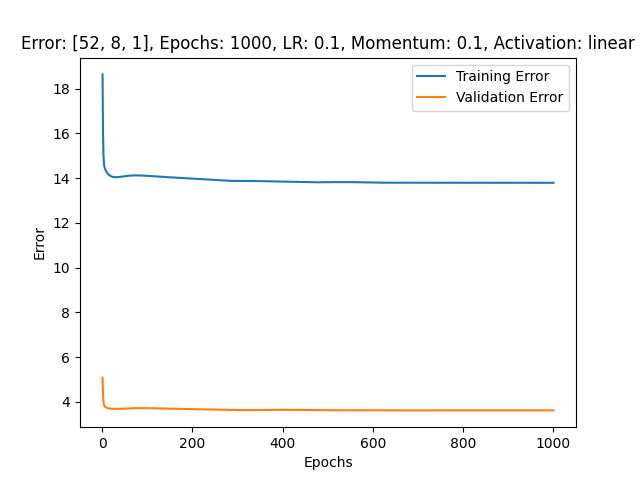 Error: [52, 8, 1], Epochs: 1000, LR: 0.1, Momentum: 0.1, Activation: linear
Training Error
Validation Error
18
16
14
12
10
8
6
4
Error
0 200 400 600 800 1000
Epochs